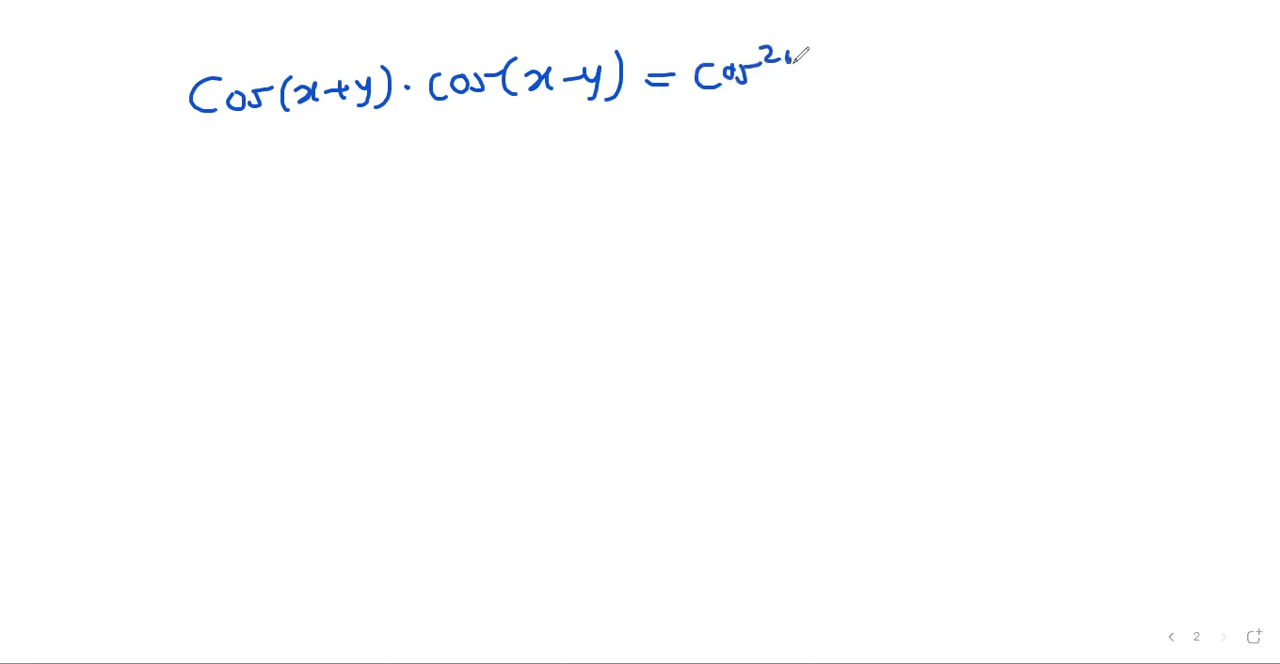 Cos(x+y) · cos(x-y) = cos²
2